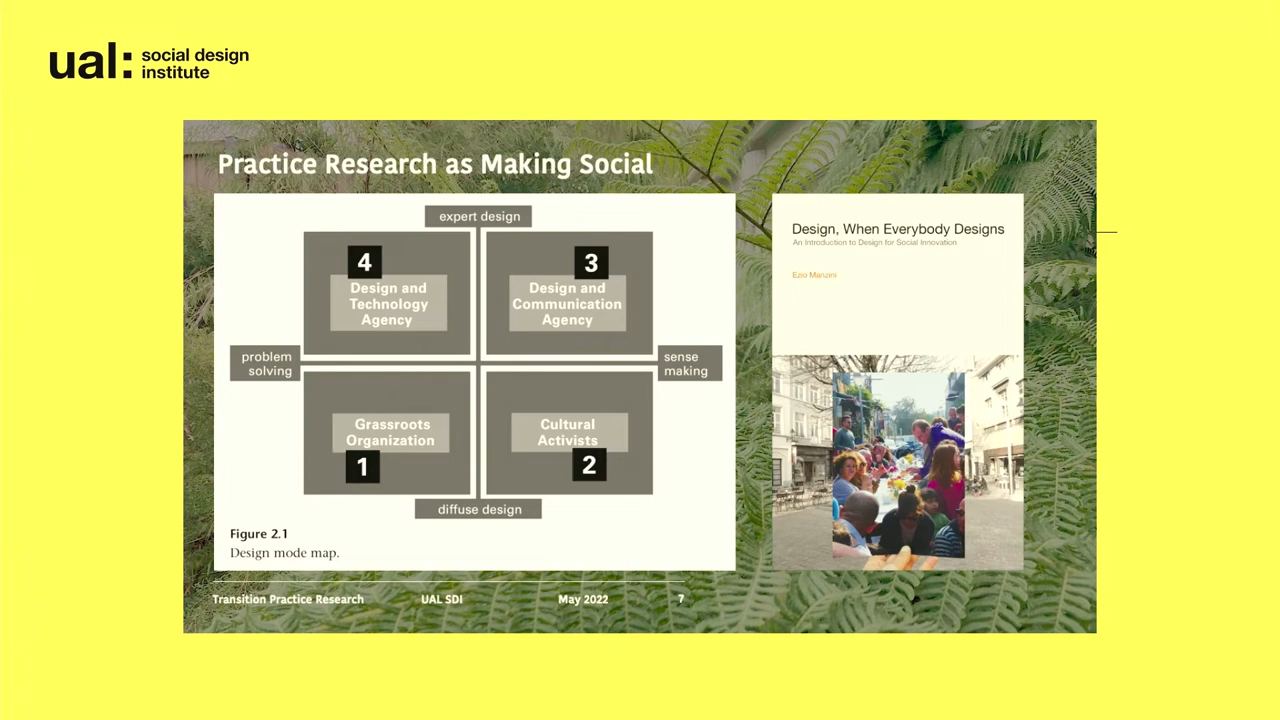 ual: social design
institute
Practice Research as Making Social
expert design
4
Design and
Technology
Agency
3
Design and
Communication
Agency
problem
solving
sense
making
Grassroots
Organization
1
Cultural
Activists
2
diffuse design
Figure 2.1
Design mode map.
Design, When Everybody Designs
An Introduction to Design for Social Innovation
Ezio Manzini
Transition Practice Research UAL SDI May 2022 7